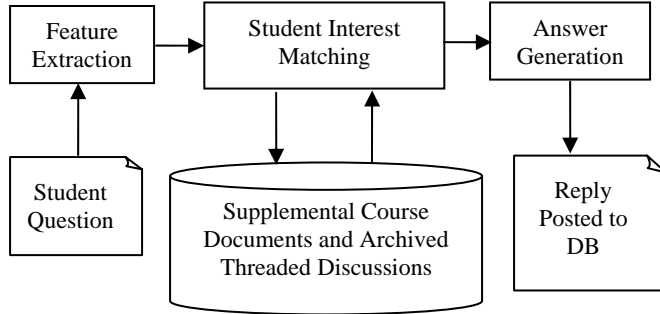 Feature
Extraction
Student Interest
Matching
Answer
Generation
Student
Question
Supplemental Course
Documents and Archived
Threaded Discussions
Reply
Posted to
DB